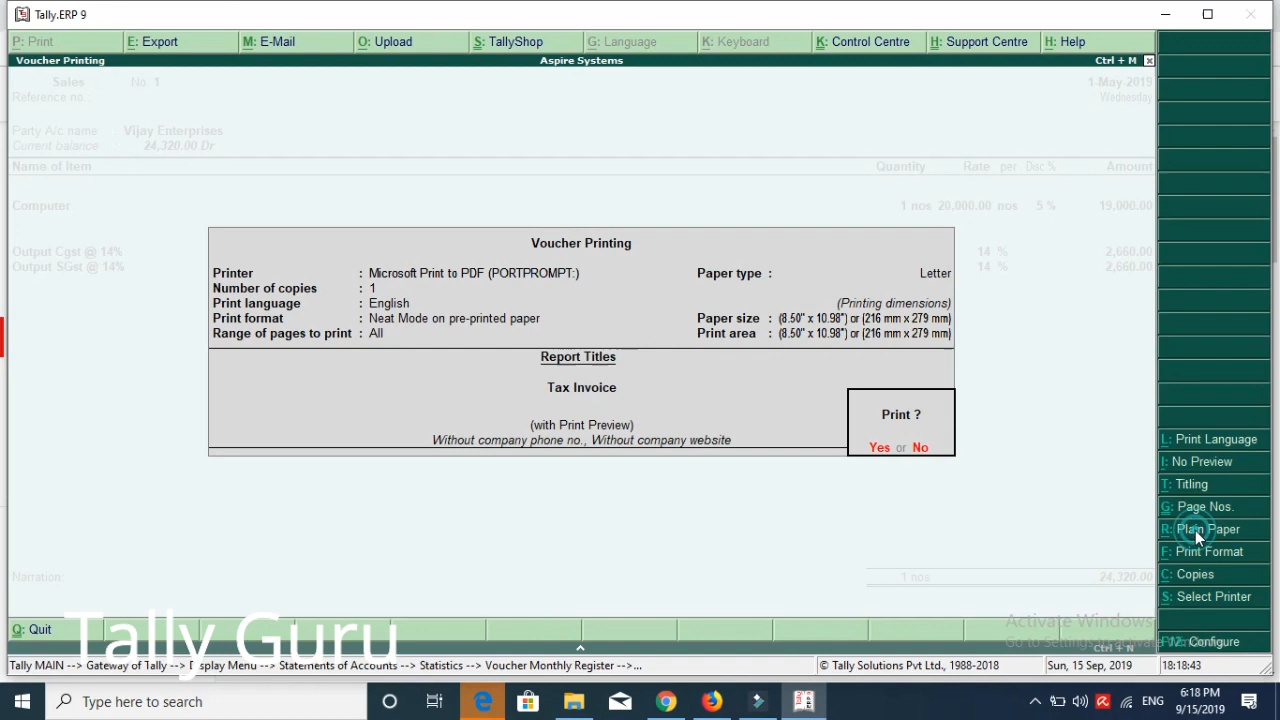 Tally.ERP 9
P: Print E: Export M: E-Mail O: Upload S: TallyShop G: Language K: Keyboard K: Control Centre H: Support Centre H: Help
Voucher Printing Aspire Systems Ctrl + M
Sales No. 1 1-May-2019
Reference no.: Wednesday
Party A/c name : Vijay Enterprises
Current balance : 24,320.00 Dr
Name of Item Quantity Rate per Disc % Amount
Computer 1 nos 20,000.00 nos 5 % 19,000.00
Output Cgst @ 14% 14 % 2,660.00
Output SGst @ 14% 14 % 2,660.00
Voucher Printing
Printer : Microsoft Print to PDF (PORTPROMPT:) Paper type : Letter
Number of copies : 1
Print language : English (Printing dimensions)
Print format : Neat Mode on pre-printed paper Paper size : (8.50" x 10.98") or (216 mm x 279 mm)
Range of pages to print : All Print area : (8.50" x 10.98") or (216 mm x 279 mm)
Report Titles
Tax Invoice
(with Print Preview)
Without company phone no., Without company website
Print ?
Yes or No
L: Print Language
I: No Preview
T: Titling
G: Page Nos.
R: Plain Paper
F: Print Format
C: Copies
S: Select Printer
Narration: 1 nos 24,320.00
Activate Windows
Go to Settings to activate
Configure
Q: Quit
Tally Guru
Ctrl + N
Tally MAIN --> Gateway of Tally --> Display Menu --> Statements of Accounts --> Statistics --> Voucher Monthly Register -->... © Tally Solutions Pvt Ltd., 1988-2018 Sun, 15 Sep, 2019 18:18:43
Type here to search
ENG
6:18 PM
9/15/2019